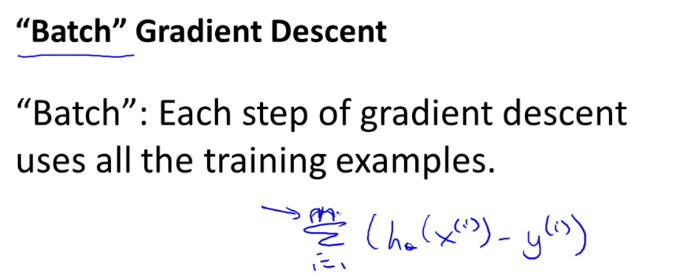 “Batch” Gradient Descent
“Batch”: Each step of gradient descent
uses all the training examples.
→ m
Σ (hθ(x⁽ⁱ⁾) - y⁽ⁱ⁾)
i=1